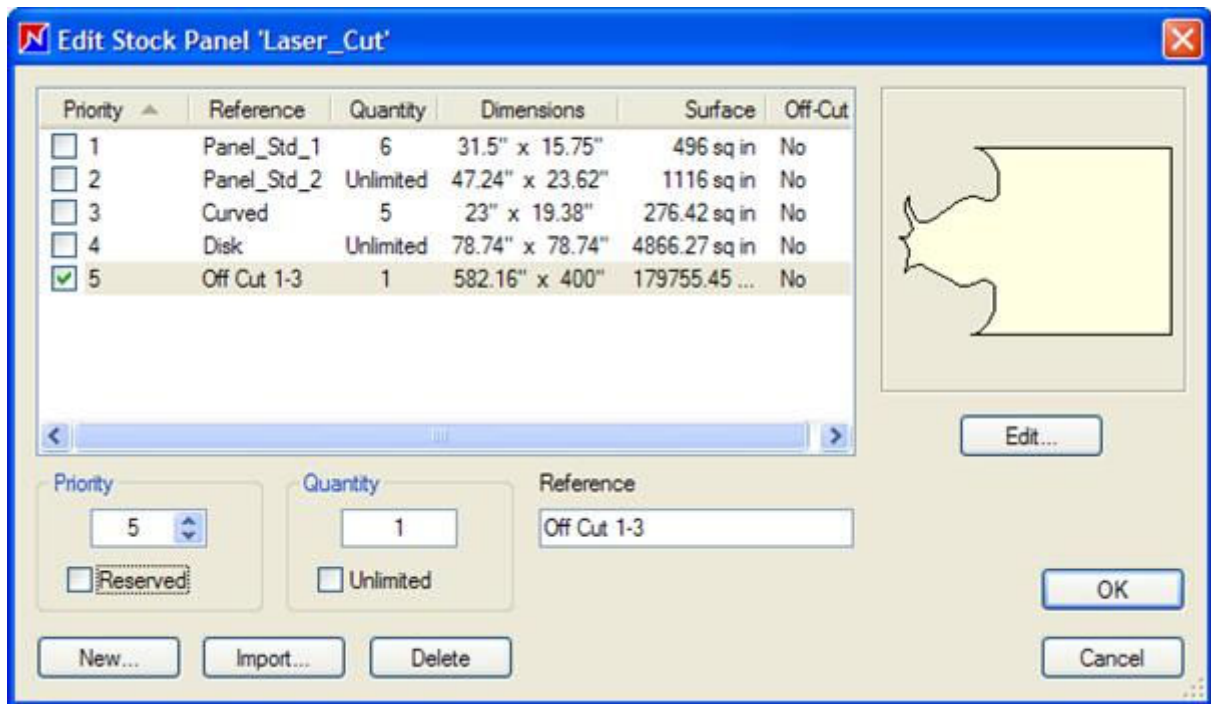 Edit Stock Panel 'Laser_Cut'
Priority Reference Quantity Dimensions Surface Off-Cut
1 Panel_Std_1 6 31.5" x 15.75" 496 sq in No
2 Panel_Std_2 Unlimited 47.24" x 23.62" 1116 sq in No
3 Curved 5 23" x 19.38" 276.42 sq in No
4 Disk Unlimited 78.74" x 78.74" 4866.27 sq in No
5 Off Cut 1-3 1 582.16" x 400" 179755.45 ... No
Edit...
Priority Quantity Reference
5 1 Off Cut 1-3
Reserved Unlimited
OK
New... Import... Delete Cancel